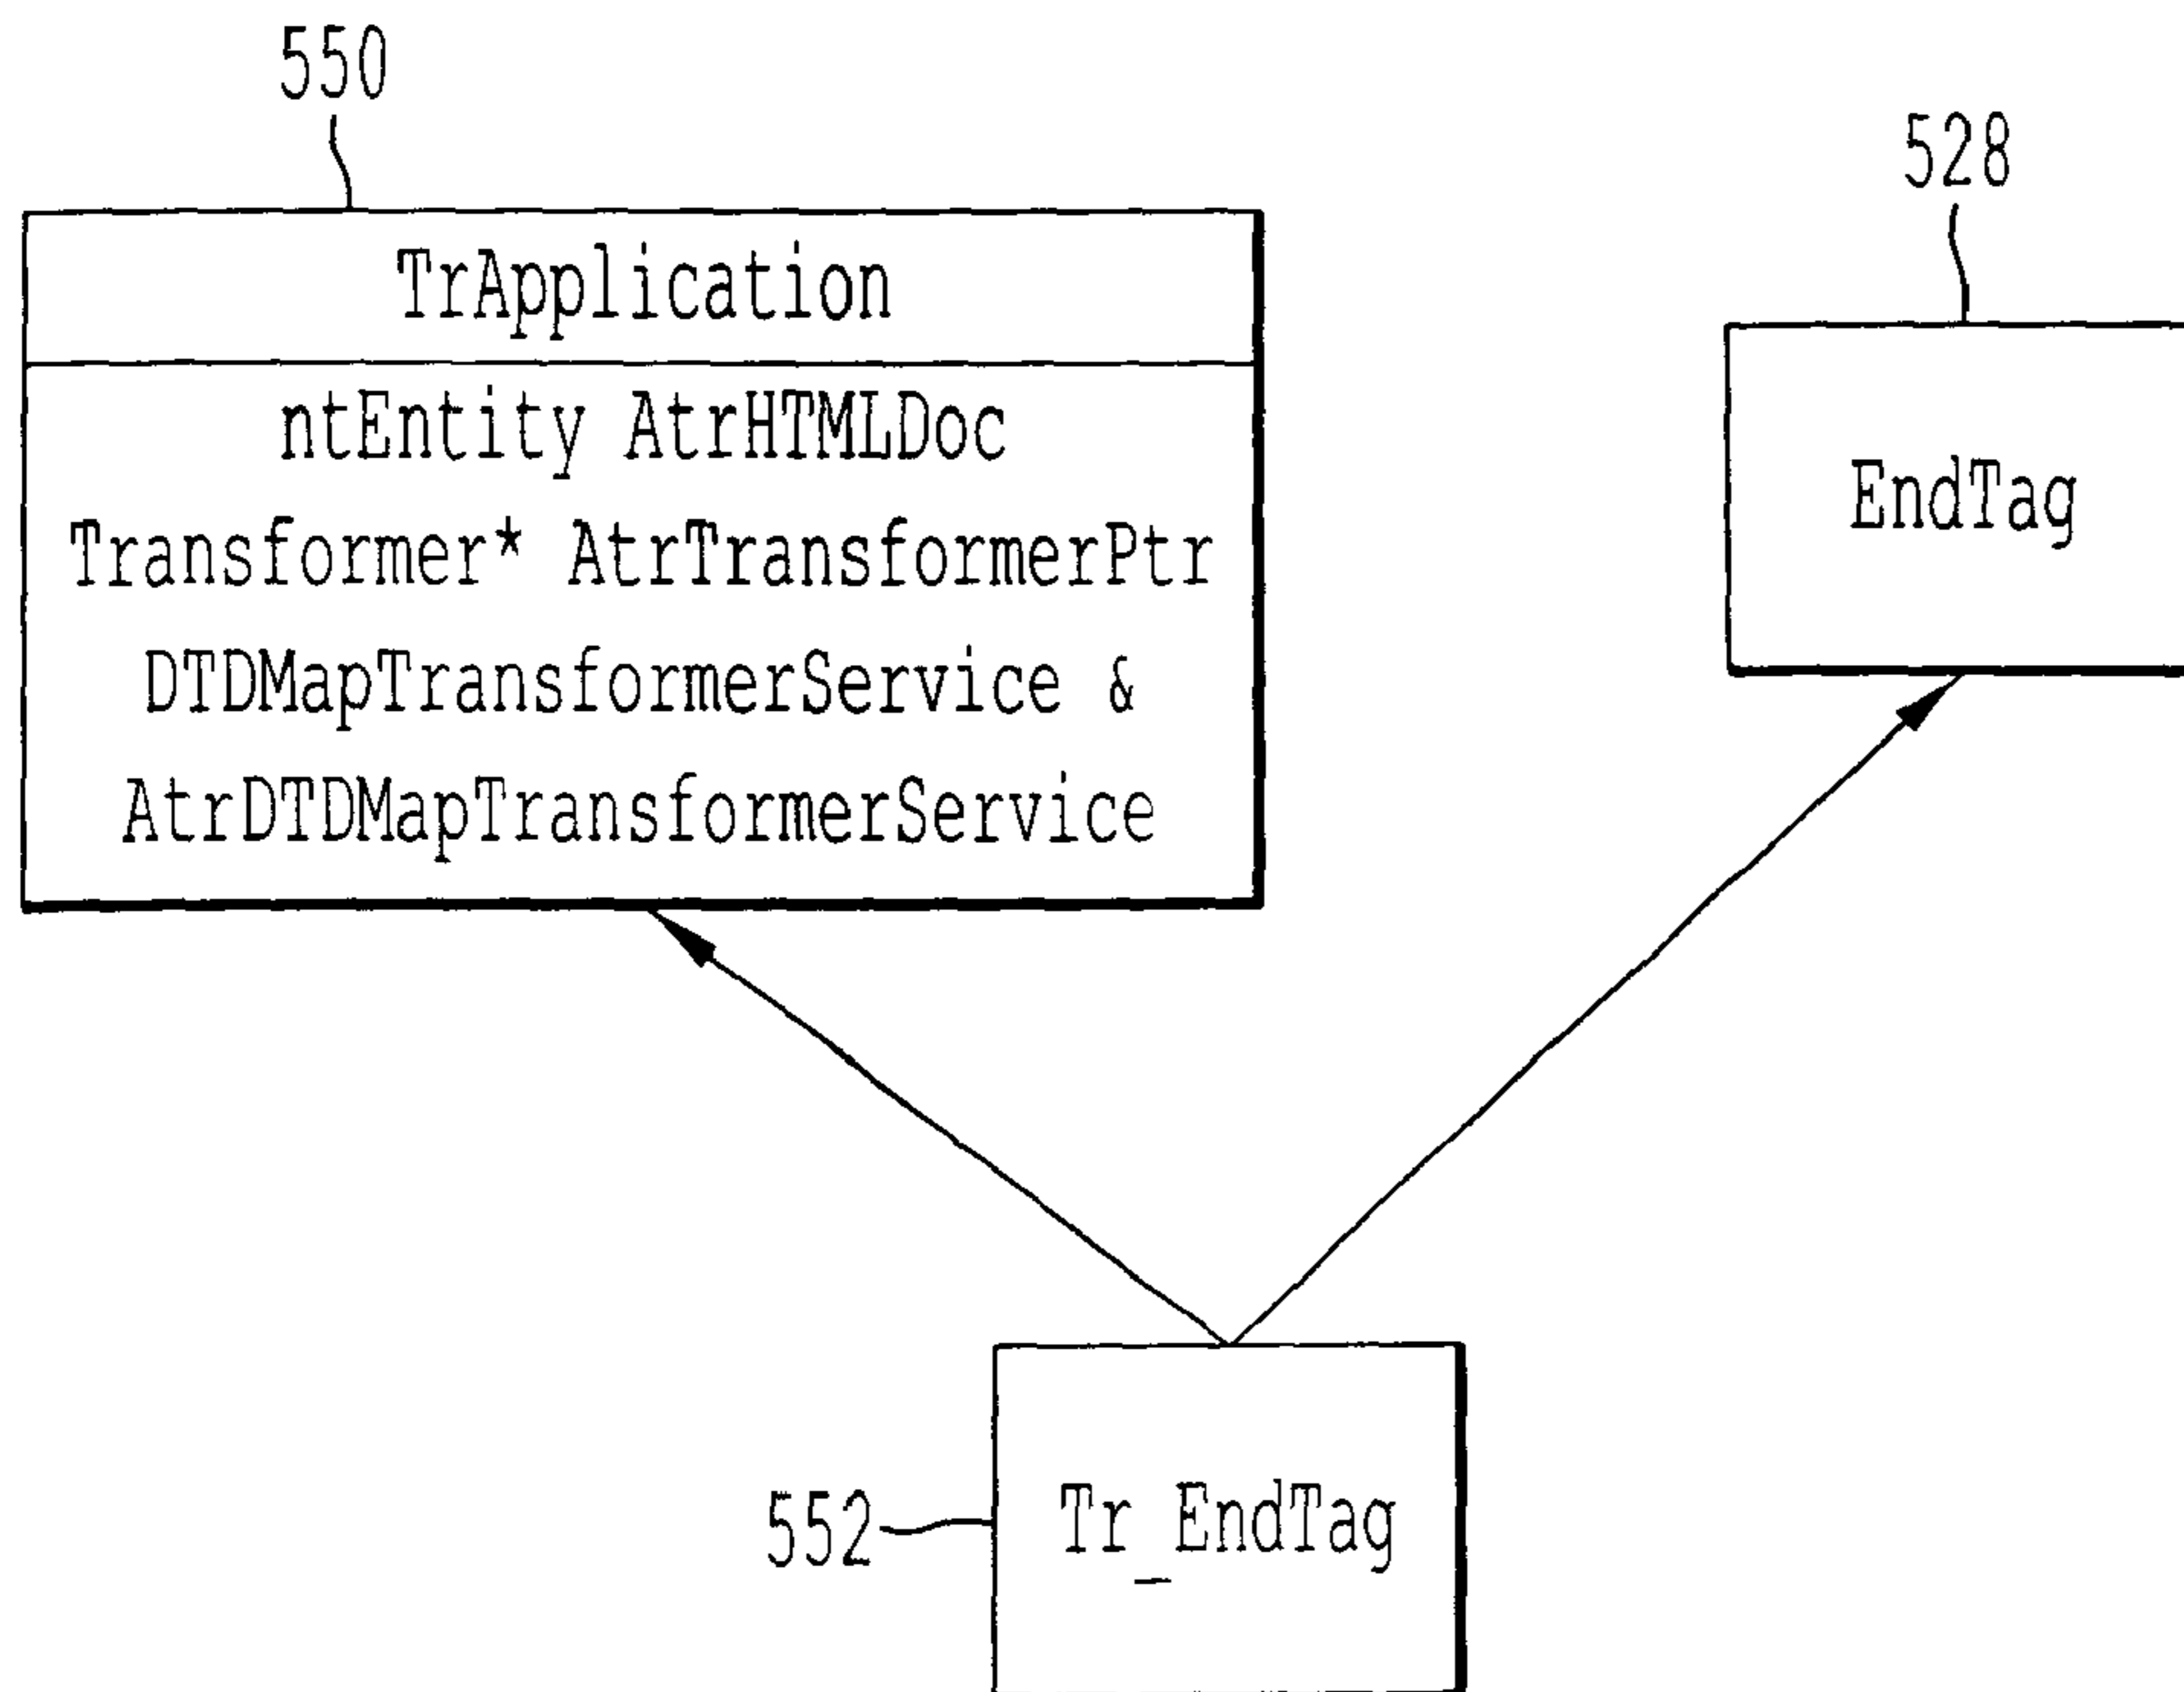 550
TrApplication
ntEntity AtrHTMLDoc
Transformer* AtrTransformerPtr
DTDMapTransformerService &
AtrDTDMapTransformerService
528
EndTag
552
Tr_EndTag